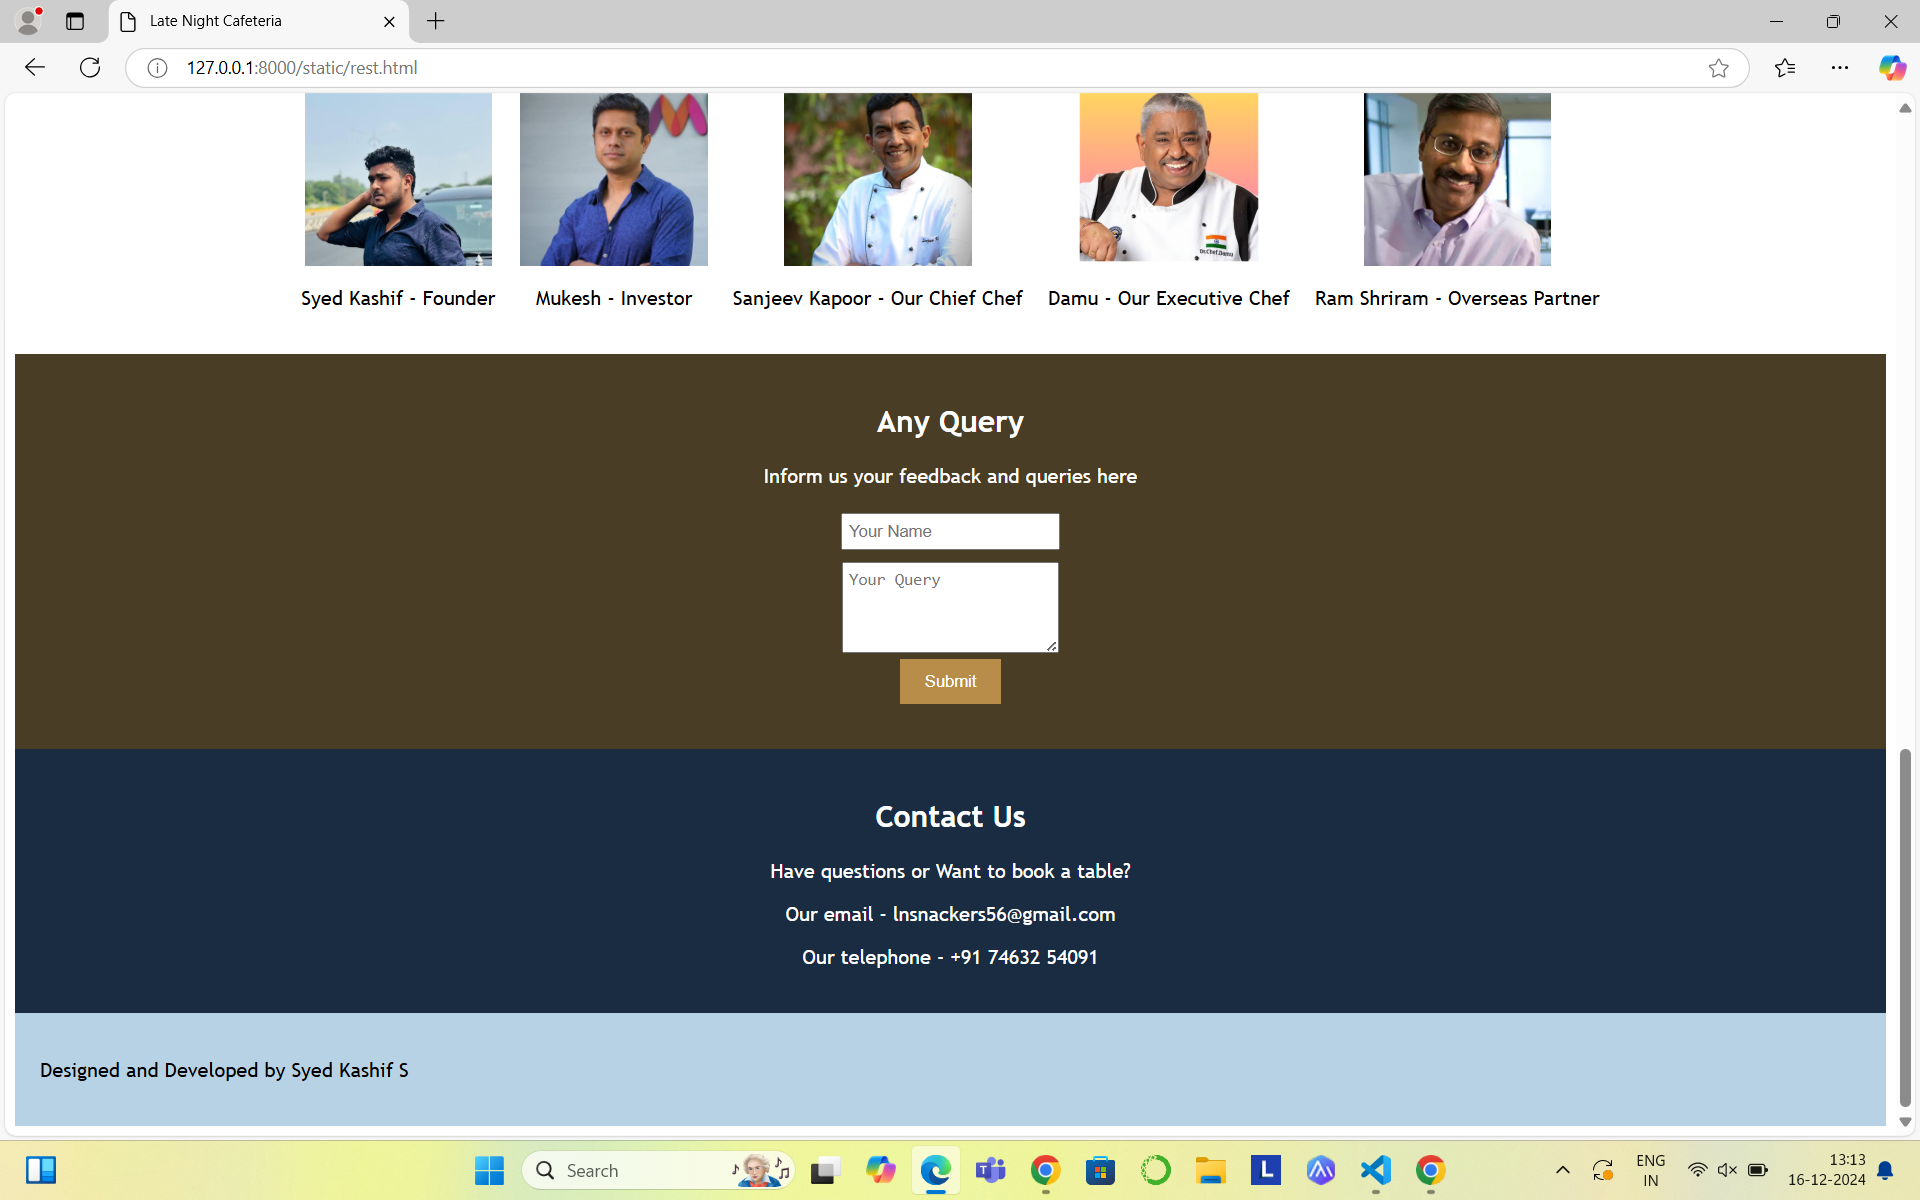 Late Night Cafeteria
127.0.0.1:8000/static/rest.html
Dr.Chef.Damu
Syed Kashif - Founder
Mukesh - Investor
Sanjeev Kapoor - Our Chief Chef
Damu - Our Executive Chef
Ram Shriram - Overseas Partner
Any Query
Inform us your feedback and queries here
Your Name
Your Query
Submit
Contact Us
Have questions or Want to book a table?
Our email - lnsnackers56@gmail.com
Our telephone - +91 74632 54091
Designed and Developed by Syed Kashif S
Search
L
ENG
IN
13:13
16-12-2024